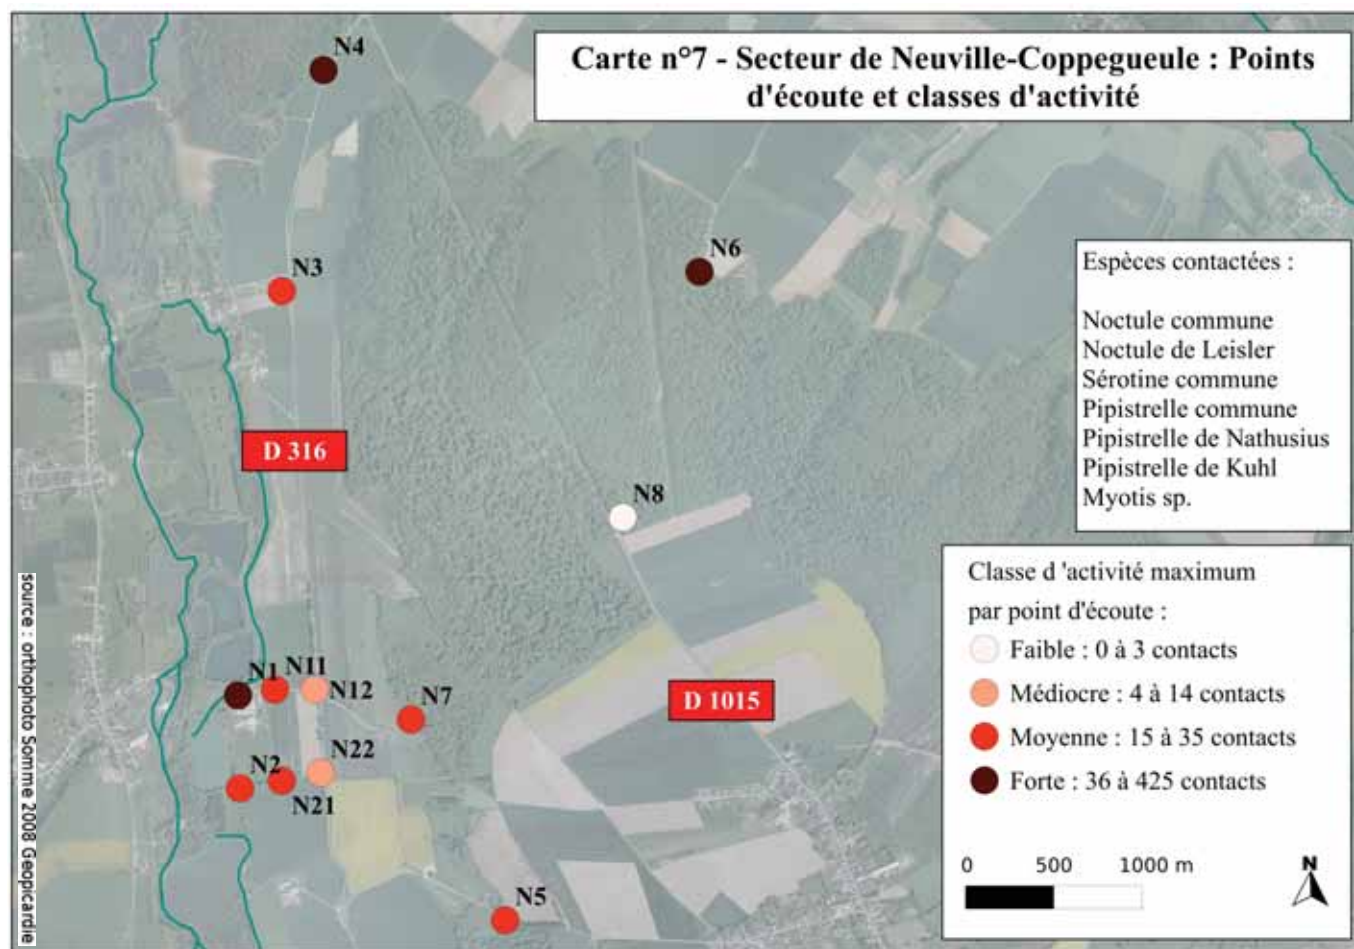 Carte n°7 - Secteur de Neuville-Coppegueule : Points
d'écoute et classes d'activité
N4
N3
N6
D 316
N8
N1
N11
N12
N7
D 1015
N2
N22
N21
N5
Espèces contactées :
Noctule commune
Noctule de Leisler
Sérotine commune
Pipistrelle commune
Pipistrelle de Nathusius
Pipistrelle de Kuhl
Myotis sp.
Classe d 'activité maximum
par point d'écoute :
Faible : 0 à 3 contacts
Médiocre : 4 à 14 contacts
Moyenne : 15 à 35 contacts
Forte : 36 à 425 contacts
0 500 1000 m
N
source : orthophoto Somme 2008 Geopicardie